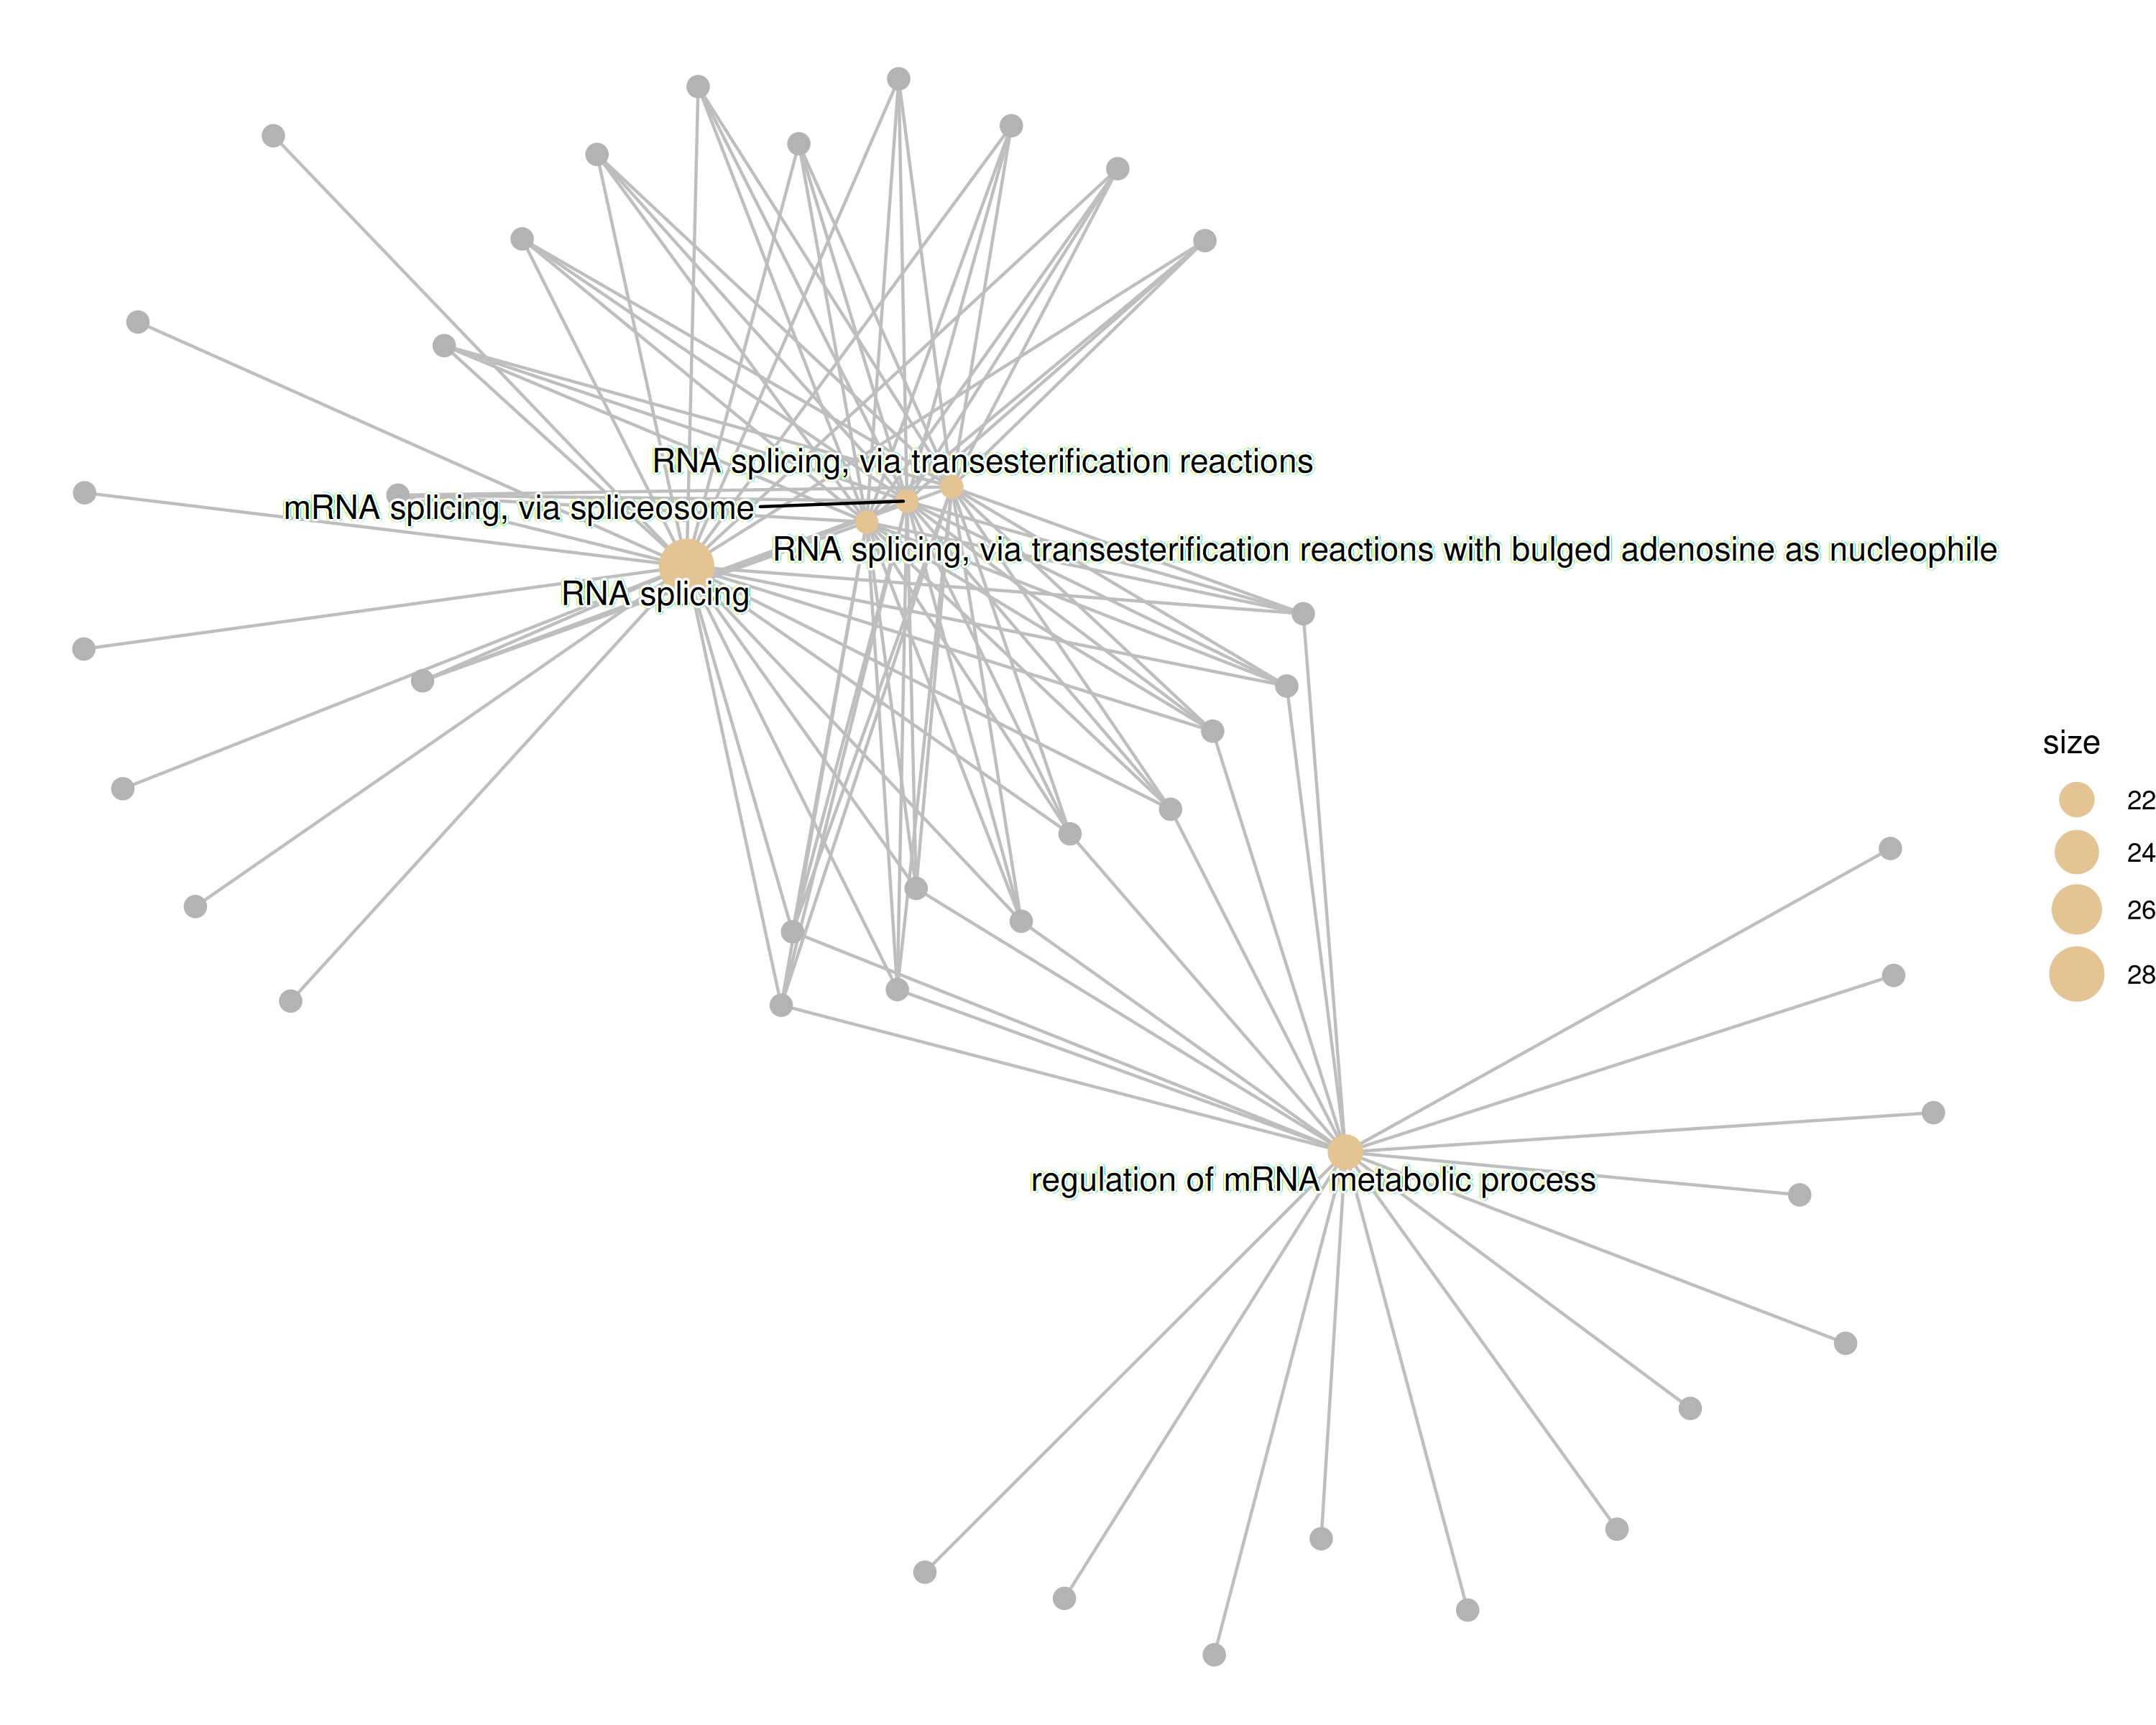 RNA splicing, via transesterification reactions
mRNA splicing, via spliceosome
RNA splicing, via transesterification reactions with bulged adenosine as nucleophile
RNA splicing
size
22
24
26
28
regulation of mRNA metabolic process